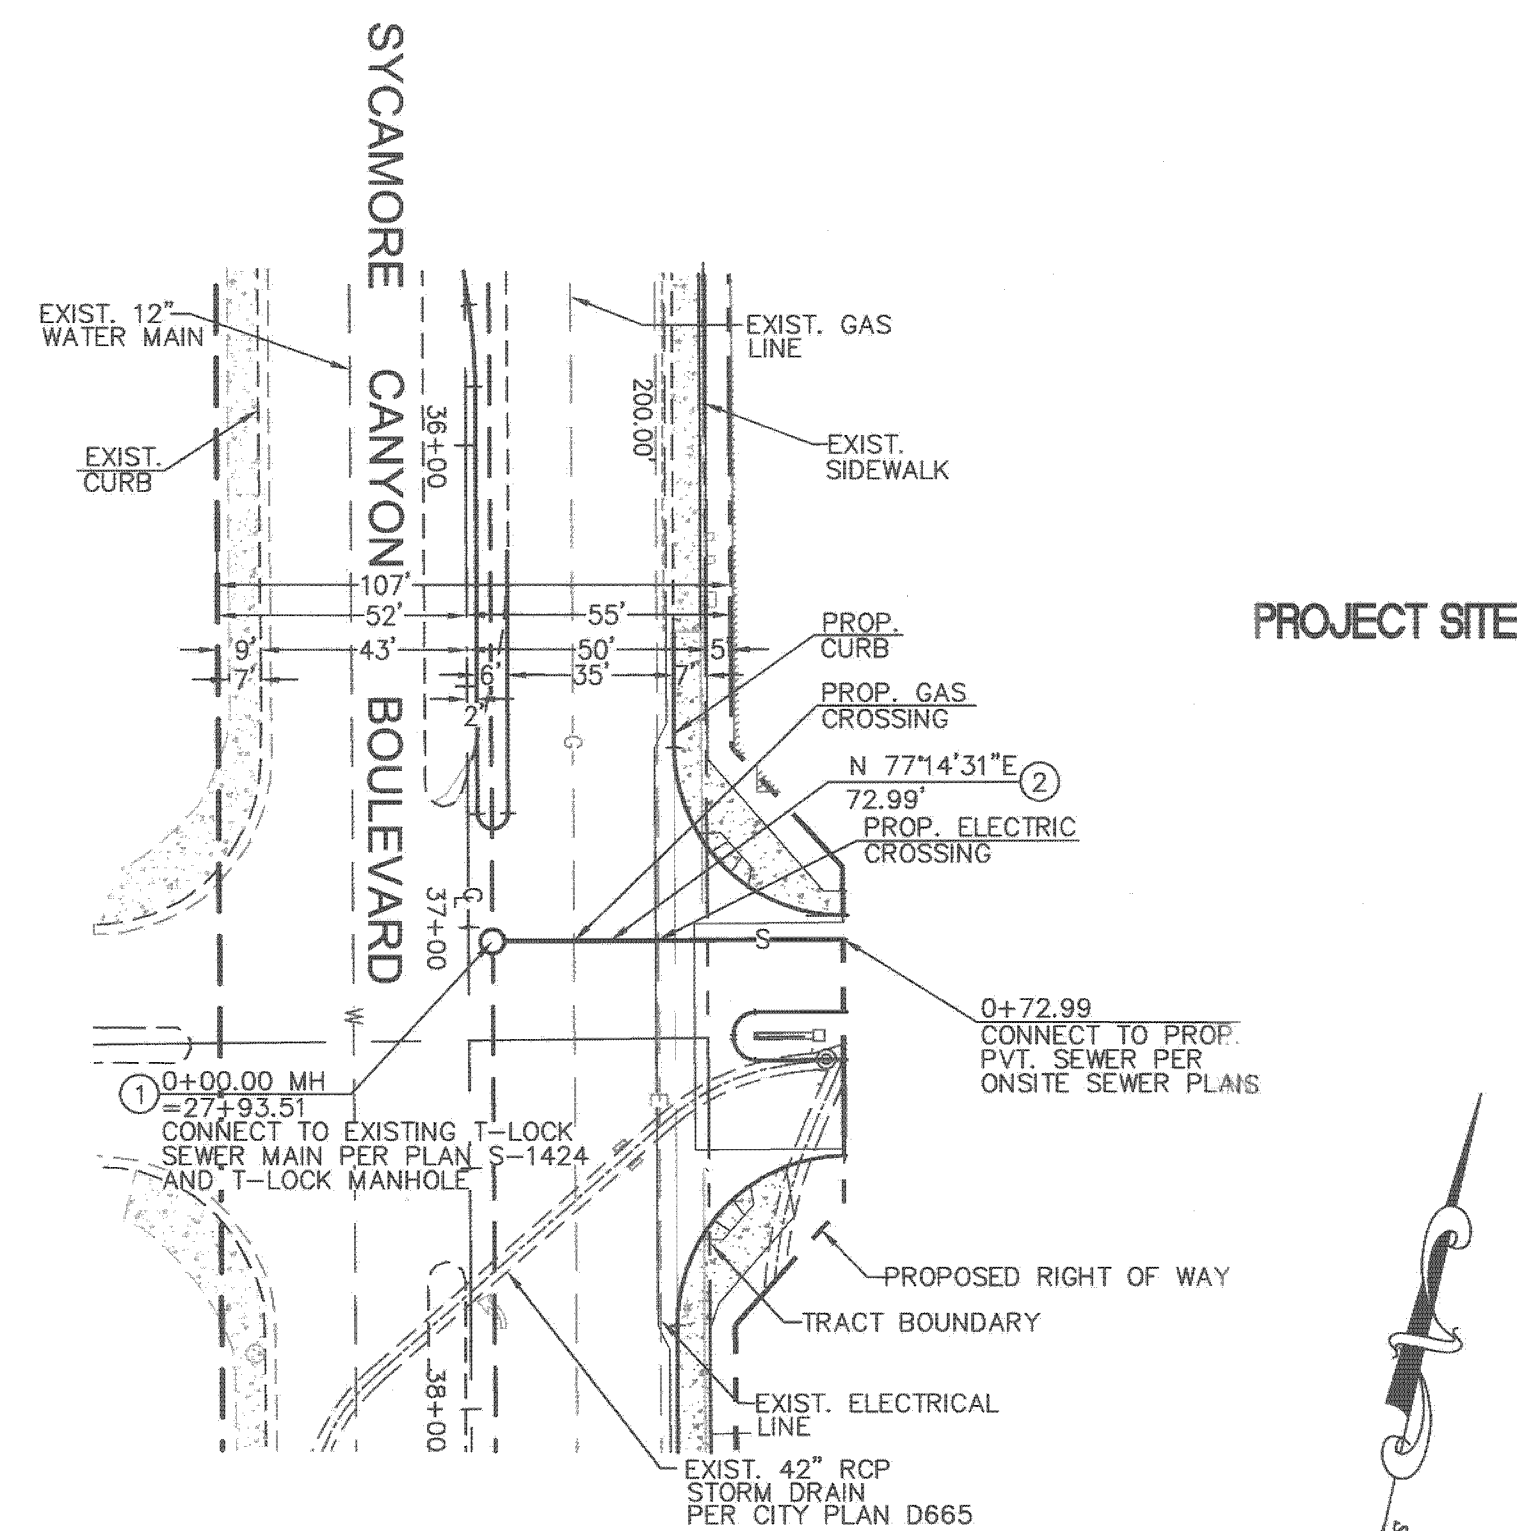 SYCAMORE CANYON BOULEVARD
EXIST. 12"
WATER MAIN
EXIST. GAS
LINE
EXIST.
CURB
36+00
200.00'
EXIST.
SIDEWALK
107'
52'
55'
9'
43'
50'
5'
7'
6'
35'
7'
2'
PROP.
CURB
PROJECT SITE
PROP. GAS
CROSSING
G
N 77°14'31"E
2
72.99'
PROP. ELECTRIC
CROSSING
CL
37+00
S
W
0+72.99
CONNECT TO PROP.
PVT. SEWER PER
ONSITE SEWER PLANS
1
0+00.00 MH
=27+93.51
CONNECT TO EXISTING T-LOCK
SEWER MAIN PER PLAN S-1424
AND T-LOCK MANHOLE
PROPOSED RIGHT OF WAY
TRACT BOUNDARY
38+00
EXIST. ELECTRICAL
LINE
EXIST. 42" RCP
STORM DRAIN
PER CITY PLAN D665